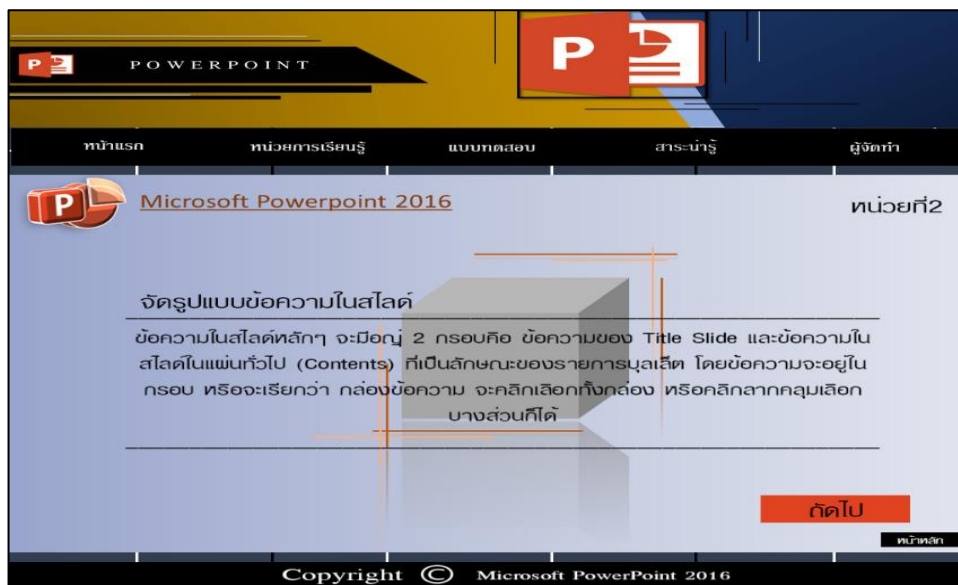 P POWERPOINT
P
หน้าแรก หน่วยการเรียนรู้ แบบทดสอบ สาระน่ารู้ ผู้จัดทำ
P Microsoft Powerpoint 2016 หน่วยที่2
จัดรูปแบบข้อความในสไลด์
ข้อความในสไลด์หลักๆ จะมีอญุ่ 2 กรอบคือ ข้อความของ Title Slide และข้อความใน
สไลด์ในแผ่นทั่วไป (Contents) ที่เป็นลักษณะของรายการบุลเล็ต โดยข้อความจะอยู่ใน
กรอบ หรือจะเรียกว่า กล่องข้อความ จะคลิกเลือกทั้งกล่อง หรือคลิกลากคลุมเลือก
บางส่วนก็ได้
ถัดไป
หน้าหลัก
Copyright © Microsoft PowerPoint 2016